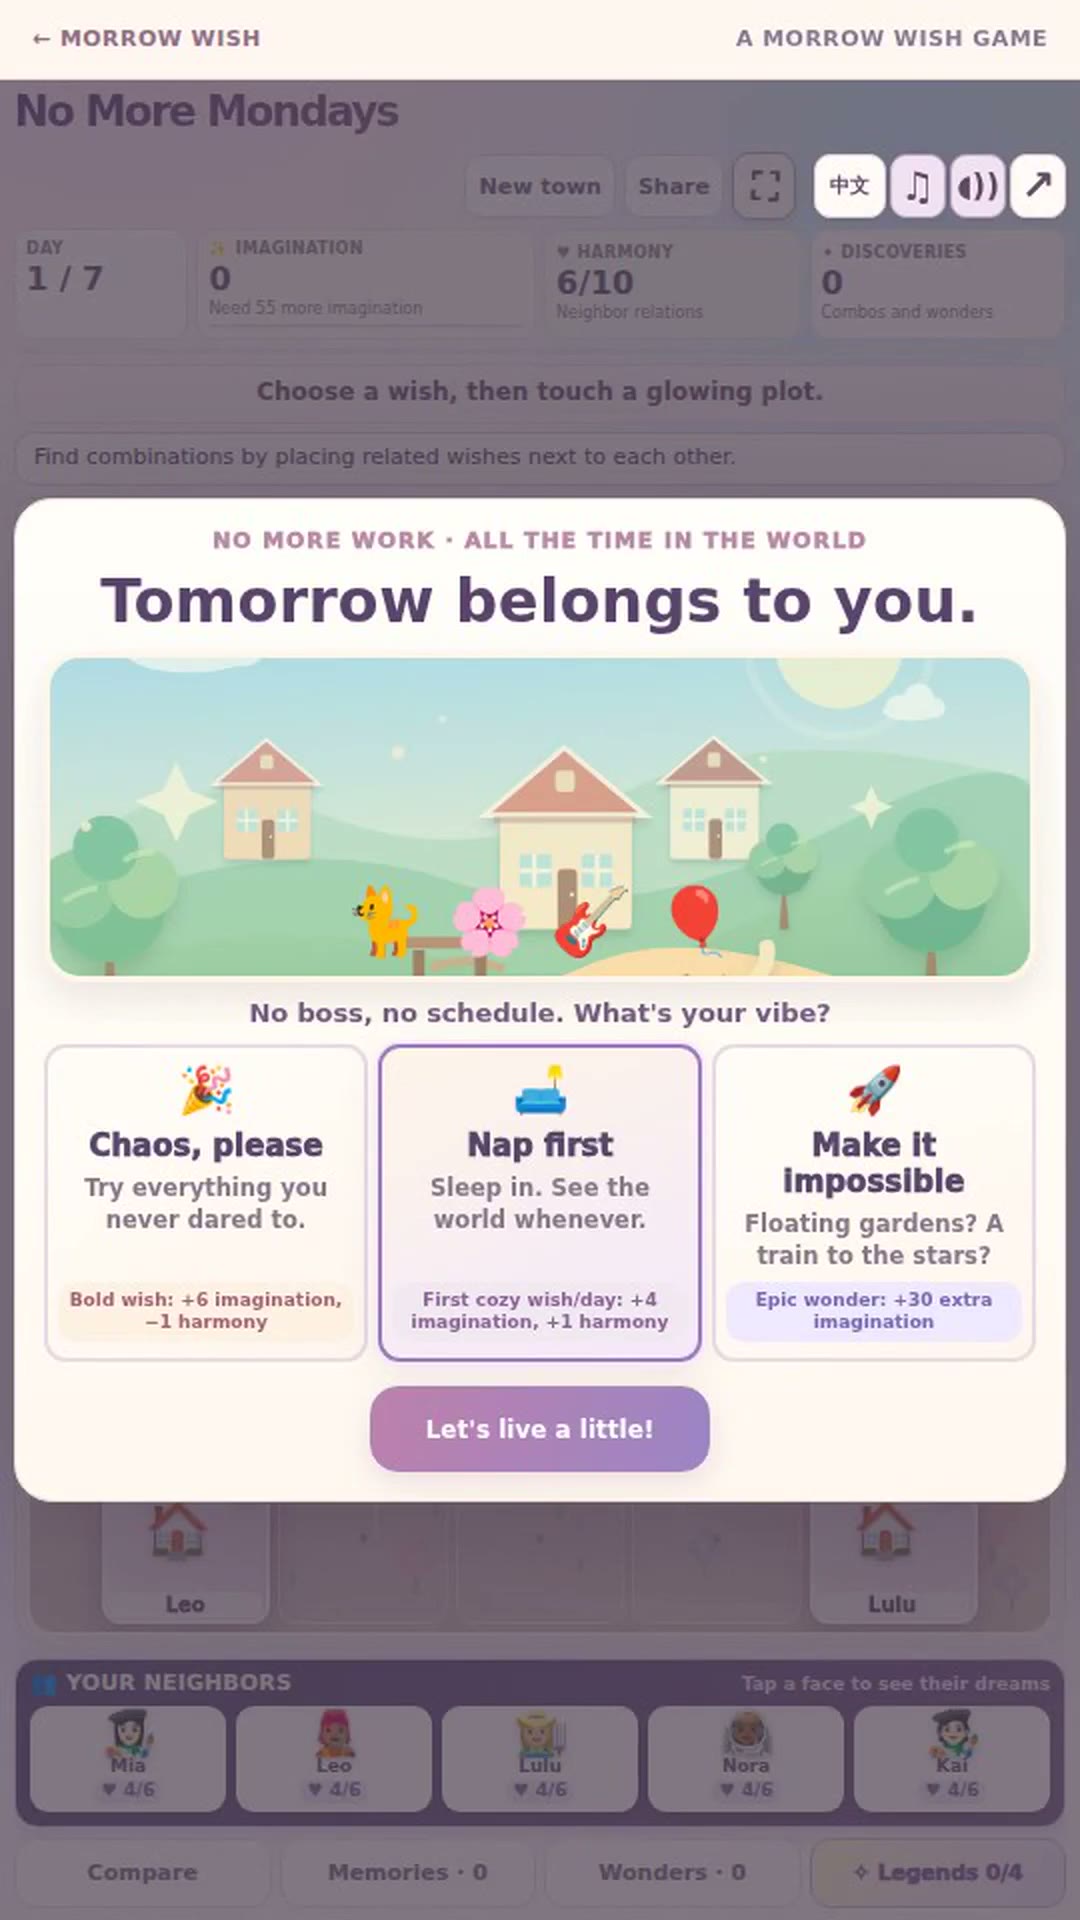 ← MORROW WISH
A MORROW WISH GAME
No More Mondays
New town
Share
中文
DAY
1 / 7
✨ IMAGINATION
0
Need 55 more imagination
♥ HARMONY
6/10
Neighbor relations
✦ DISCOVERIES
0
Combos and wonders
Choose a wish, then touch a glowing plot.
Find combinations by placing related wishes next to each other.
NO MORE WORK · ALL THE TIME IN THE WORLD
Tomorrow belongs to you.
No boss, no schedule. What's your vibe?
Chaos, please
Try everything you
never dared to.
Bold wish: +6 imagination,
−1 harmony
Nap first
Sleep in. See the
world whenever.
First cozy wish/day: +4
imagination, +1 harmony
Make it
impossible
Floating gardens? A
train to the stars?
Epic wonder: +30 extra
imagination
Let's live a little!
Leo
Lulu
YOUR NEIGHBORS
Tap a face to see their dreams
Mia
♥ 4/6
Leo
♥ 4/6
Lulu
♥ 4/6
Nora
♥ 4/6
Kai
♥ 4/6
Compare
Memories · 0
Wonders · 0
✧ Legends 0/4